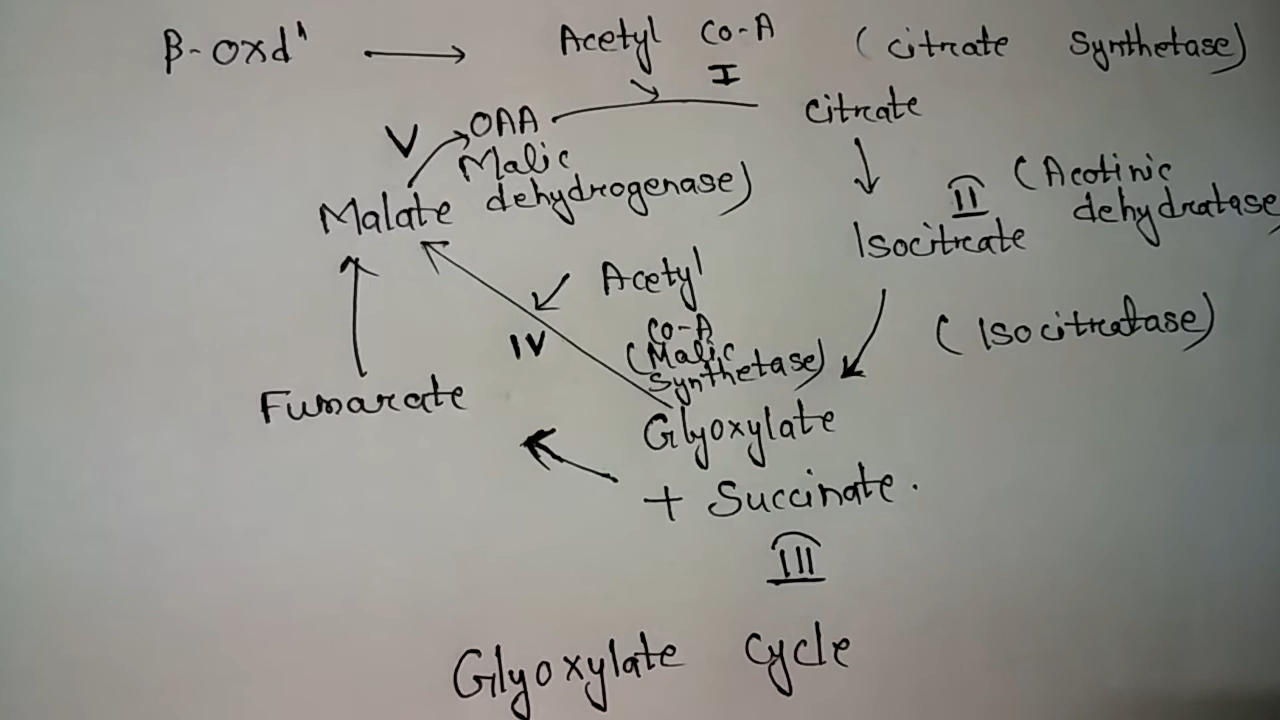 β-oxdⁿ → Acetyl Co-A (citrate Synthetase)
I
OAA citrate
V
Malic
dehydrogenase)
Malate
↓
II (Acotinic
dehydratase
Isocitrate
Acetyl
Co-A
IV
(Malic
Synthetase)
(Isocitratase)
Fumarate
Glyoxylate
+ Succinate.
III
Glyoxylate cycle